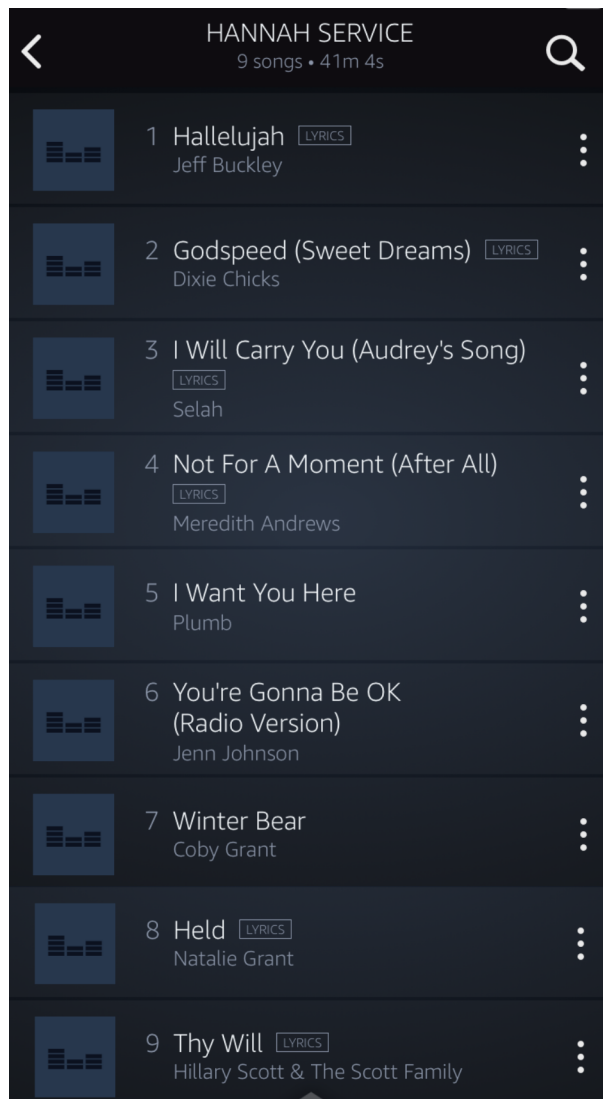 HANNAH SERVICE
9 songs • 41m 4s
1 Hallelujah LYRICS
Jeff Buckley
2 Godspeed (Sweet Dreams) LYRICS
Dixie Chicks
3 I Will Carry You (Audrey's Song)
LYRICS
Selah
4 Not For A Moment (After All)
LYRICS
Meredith Andrews
5 I Want You Here
Plumb
6 You're Gonna Be OK
(Radio Version)
Jenn Johnson
7 Winter Bear
Coby Grant
8 Held LYRICS
Natalie Grant
9 Thy Will LYRICS
Hillary Scott & The Scott Family